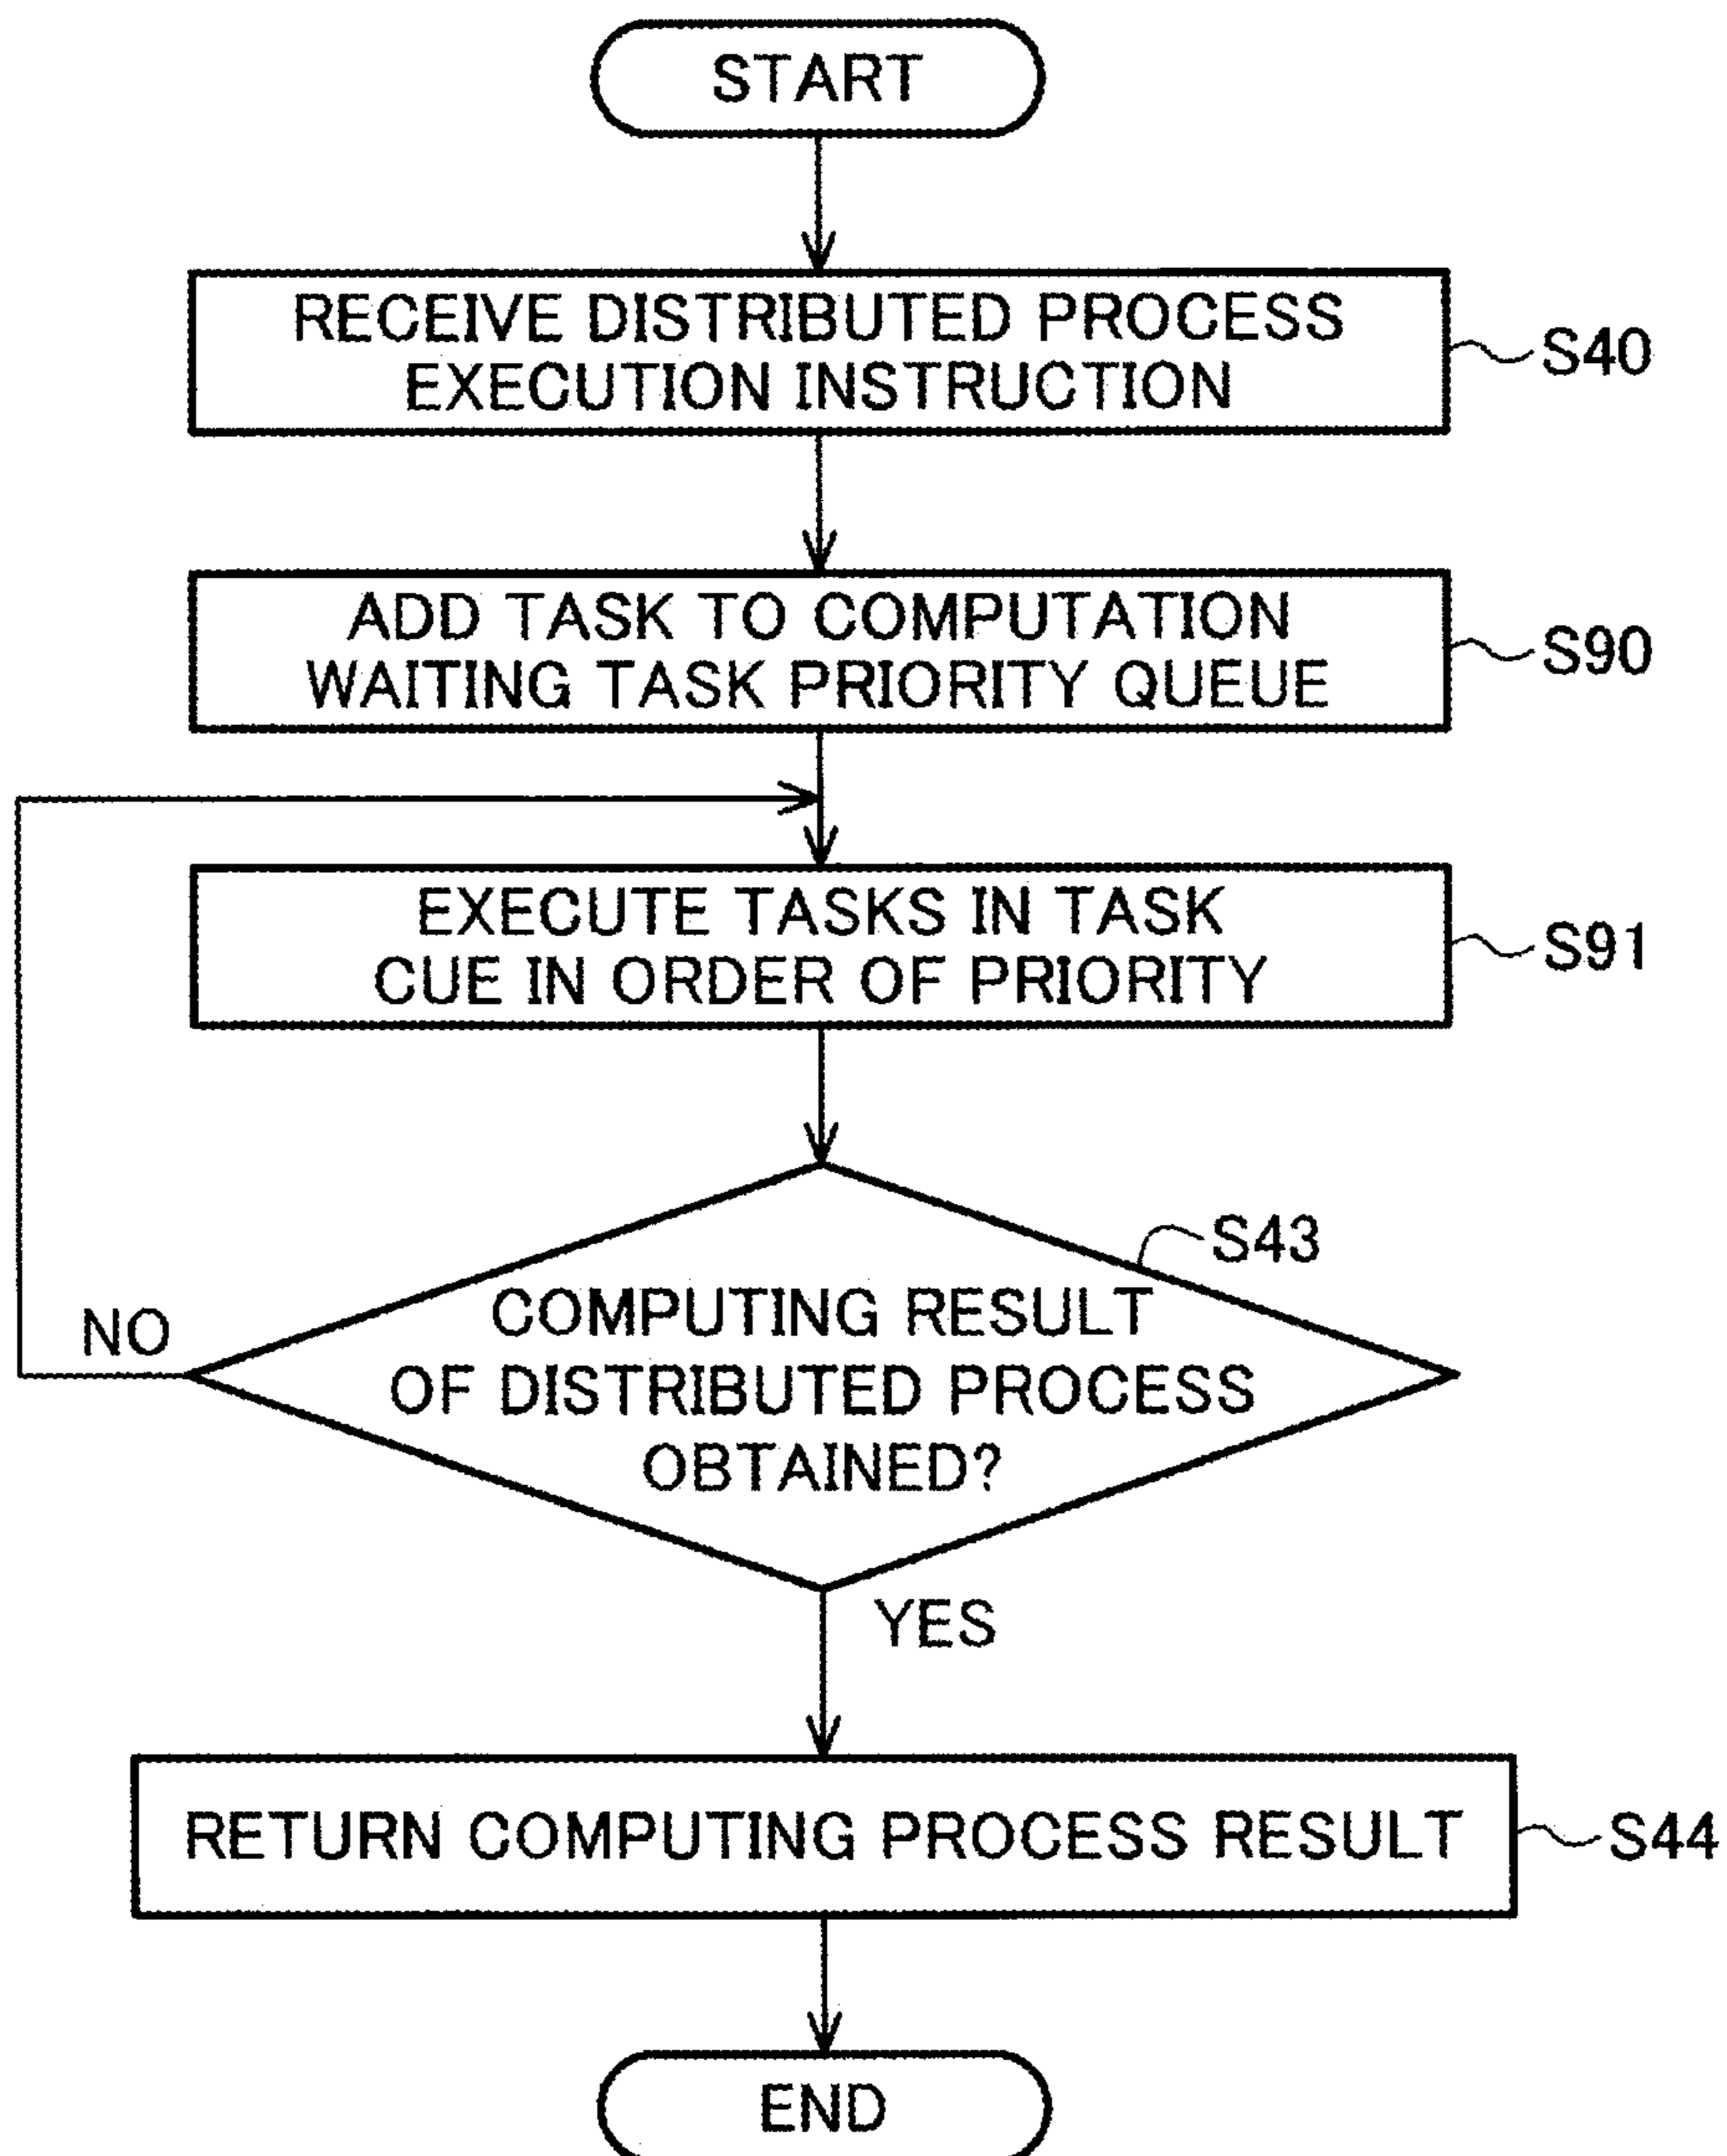 START
RECEIVE DISTRIBUTED PROCESS
EXECUTION INSTRUCTION
S40
ADD TASK TO COMPUTATION
WAITING TASK PRIORITY QUEUE
S90
EXECUTE TASKS IN TASK
CUE IN ORDER OF PRIORITY
S91
S43
COMPUTING RESULT
OF DISTRIBUTED PROCESS
OBTAINED?
NO
YES
RETURN COMPUTING PROCESS RESULT
S44
END